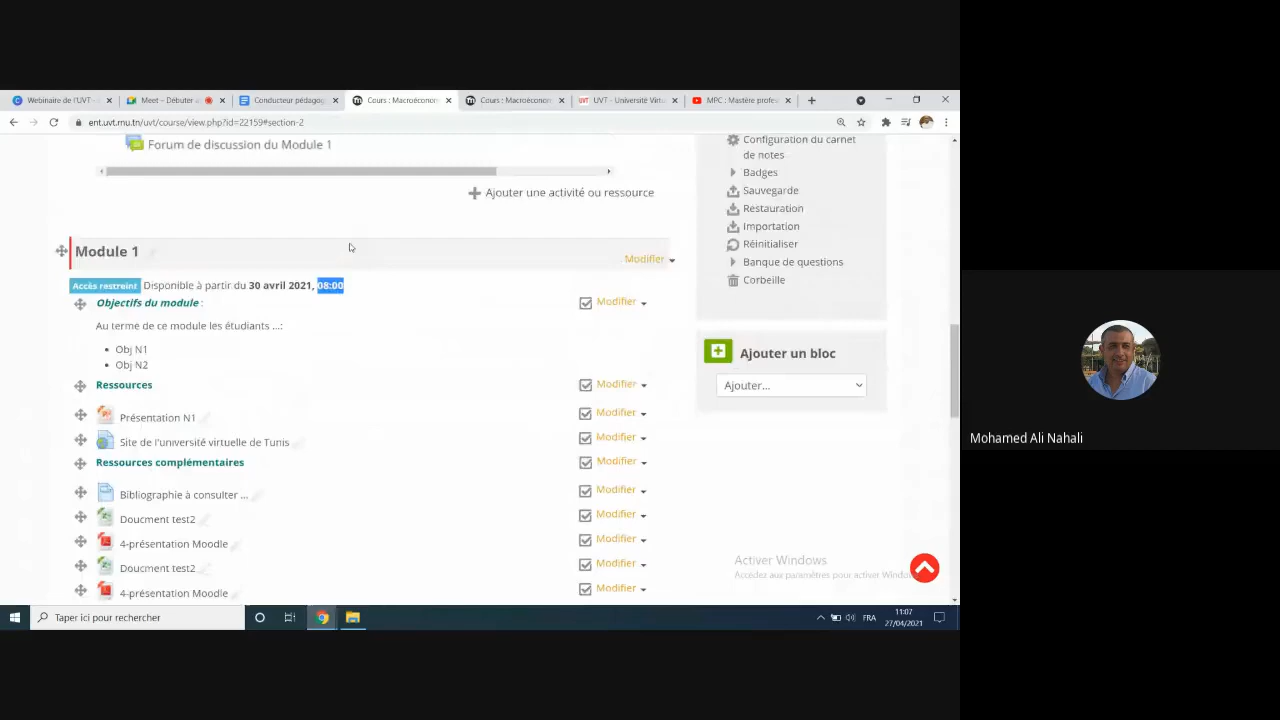 Webinaire de l'UVT
Meet – Débuter
Conducteur pédagog
Cours : Macroéconom
Cours : Macroéconom
UVT - Université Virtu
MPC : Mastère profes
ent.uvt.rnu.tn/uvt/course/view.php?id=22159#section-2
Forum de discussion du Module 1
Ajouter une activité ou ressource
Module 1
Modifier
Accès restreint Disponible à partir du 30 avril 2021, 08:00
Objectifs du module :
Modifier
Au terme de ce module les étudiants ...:
Obj N1
Obj N2
Ressources
Modifier
Présentation N1
Modifier
Site de l'université virtuelle de Tunis
Modifier
Ressources complémentaires
Modifier
Bibliographie à consulter ...
Modifier
Doucment test2
Modifier
4-présentation Moodle
Modifier
Doucment test2
Modifier
4-présentation Moodle
Modifier
Configuration du carnet
de notes
Badges
Sauvegarde
Restauration
Importation
Réinitialiser
Banque de questions
Corbeille
Ajouter un bloc
Ajouter...
Activer Windows
Accédez aux paramètres pour activer Windows
Taper ici pour rechercher
FRA
11:07
27/04/2021
Mohamed Ali Nahali